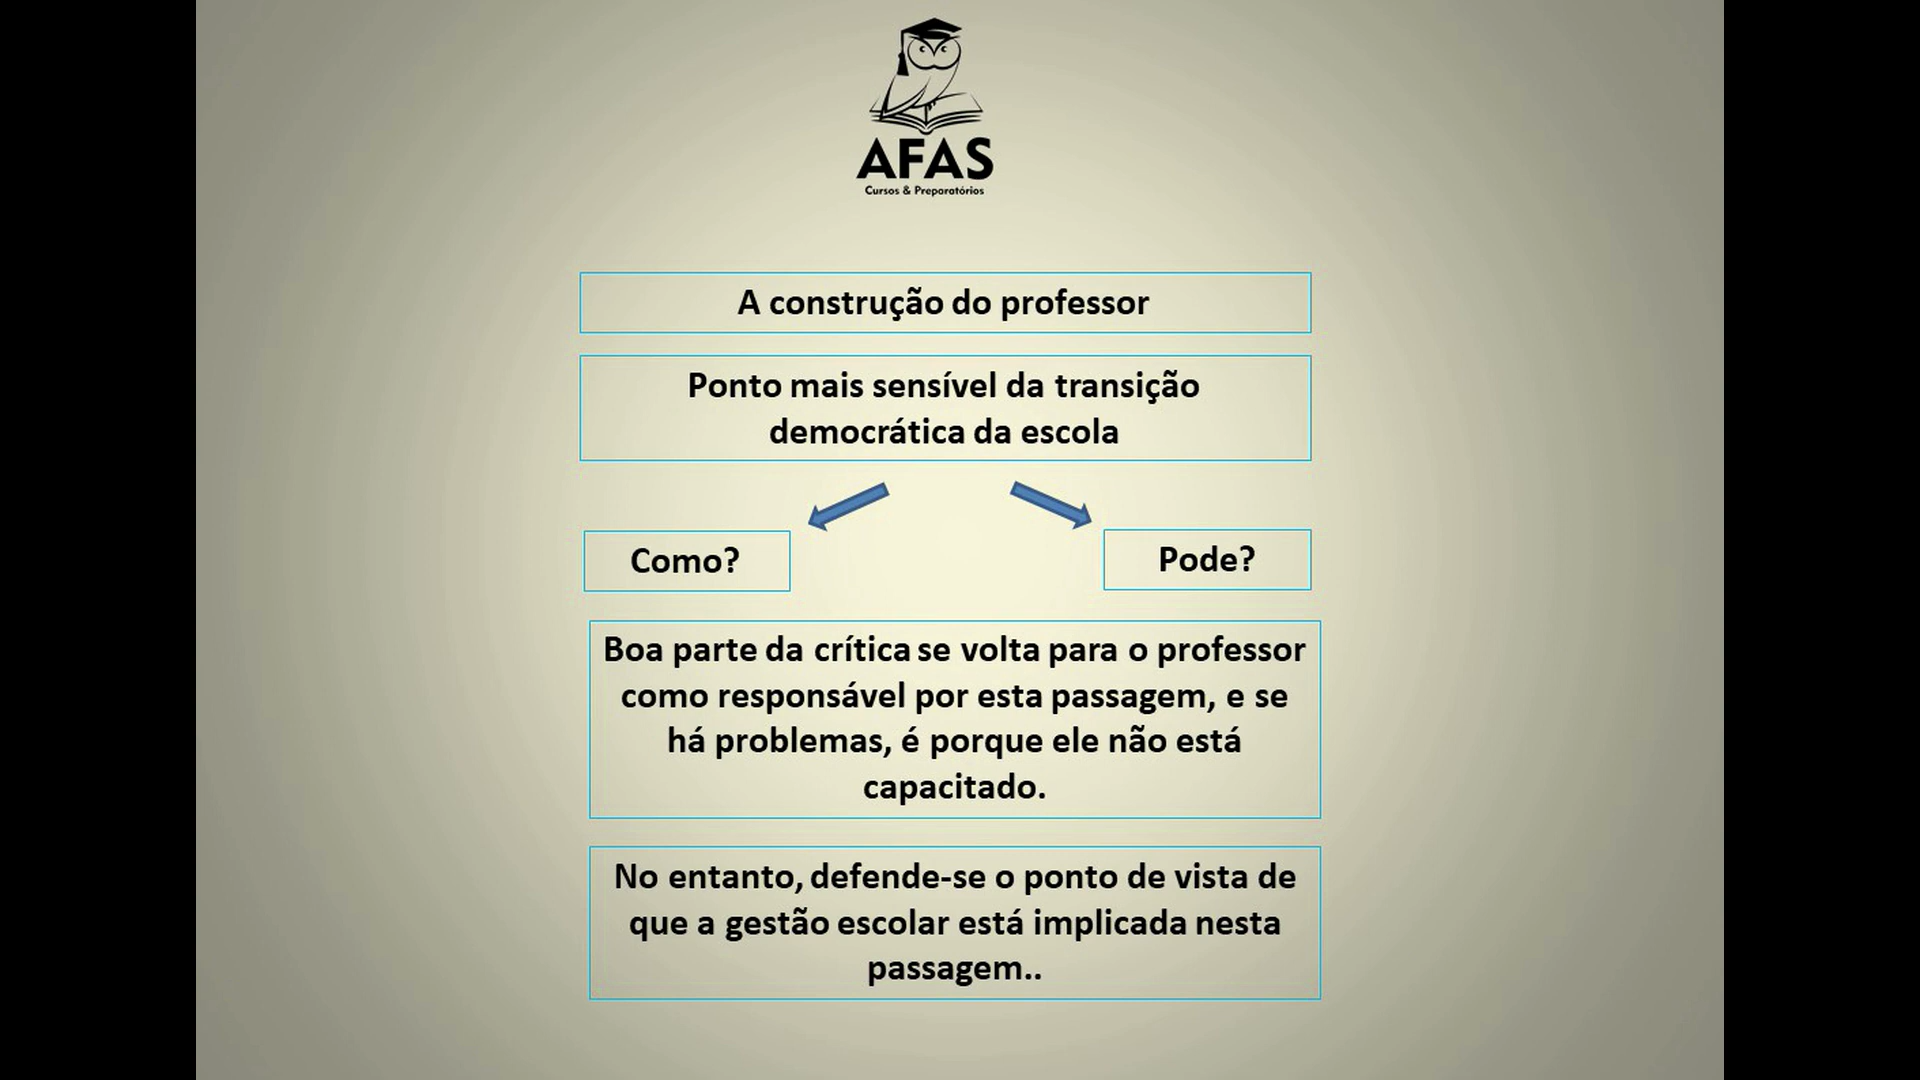 AFAS
Cursos & Preparatórios
A construção do professor
Ponto mais sensível da transição
democrática da escola
Como?
Pode?
Boa parte da crítica se volta para o professor
como responsável por esta passagem, e se
há problemas, é porque ele não está
capacitado.
No entanto, defende-se o ponto de vista de
que a gestão escolar está implicada nesta
passagem..